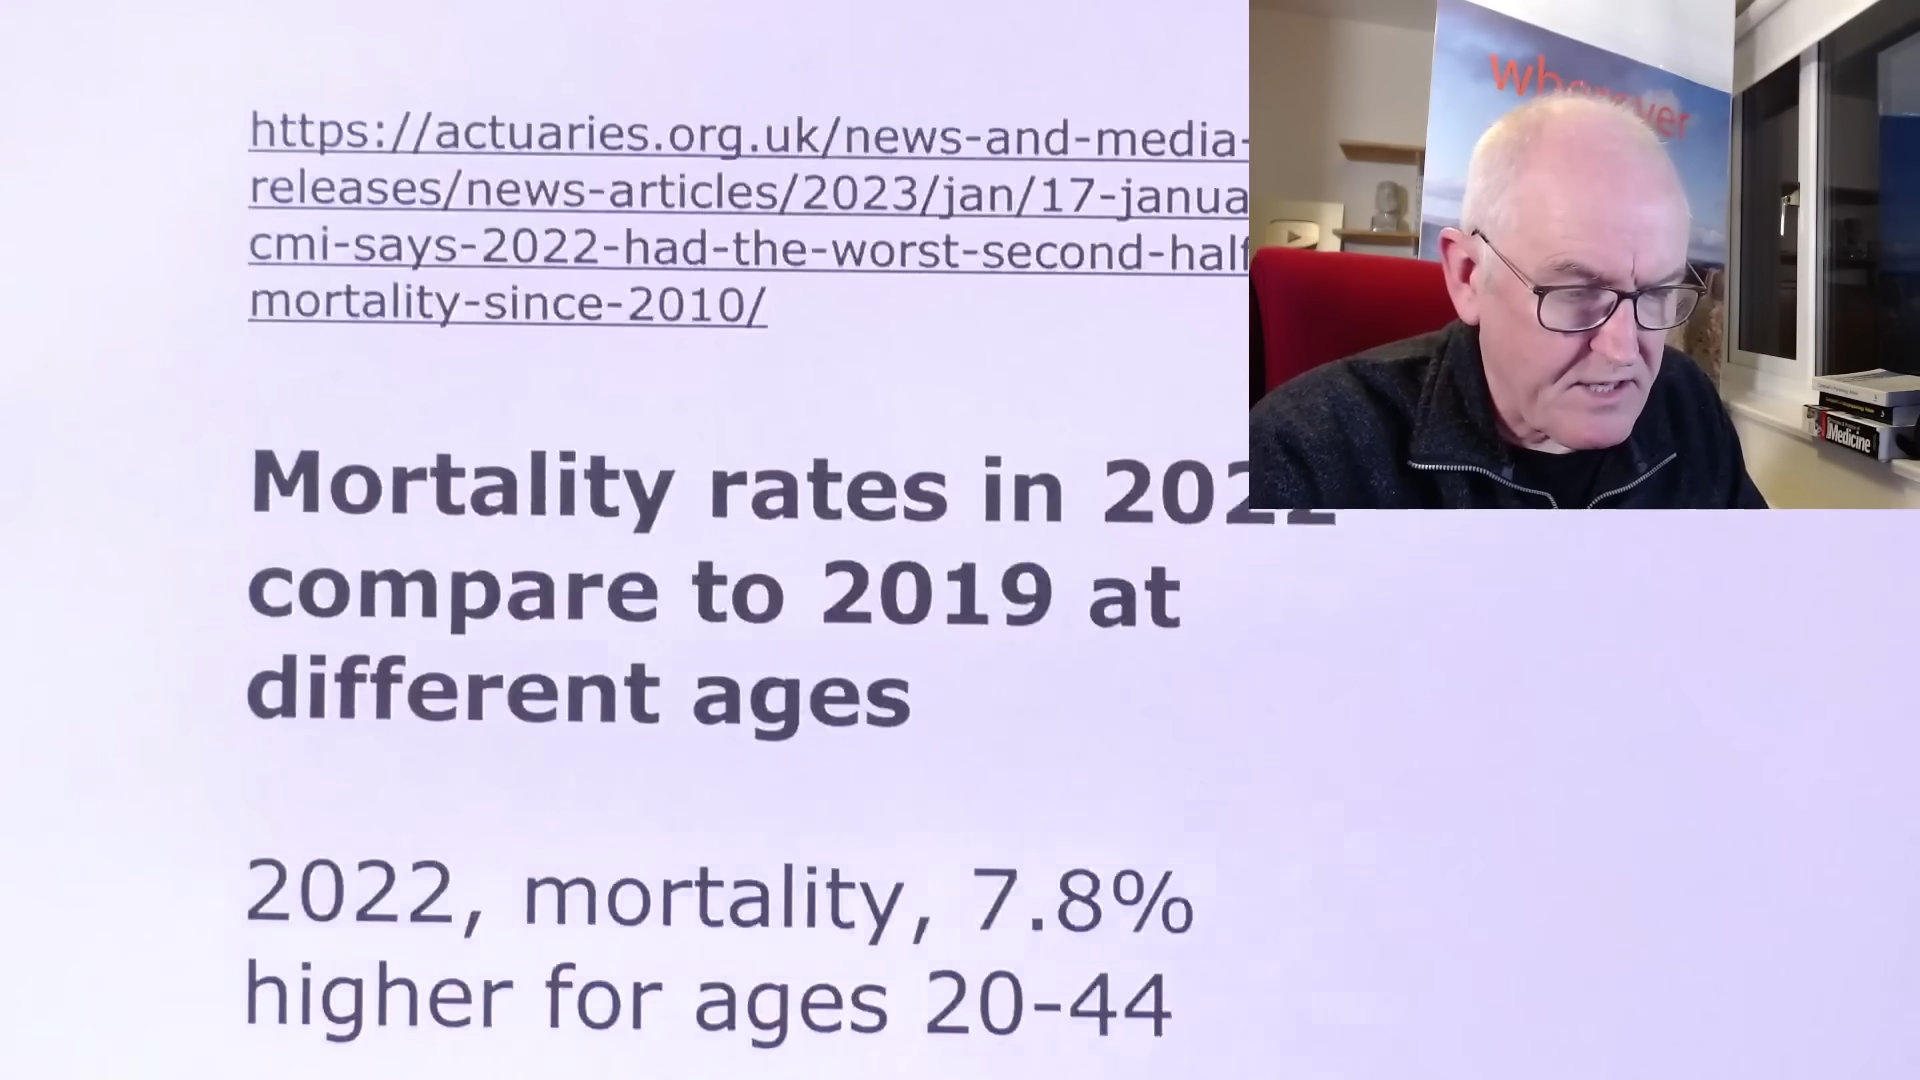 https://actuaries.org.uk/news-and-media-
releases/news-articles/2023/jan/17-janua
cmi-says-2022-had-the-worst-second-half
mortality-since-2010/
Mortality rates in 2022
compare to 2019 at
different ages
2022, mortality, 7.8%
higher for ages 20-44
Medicine